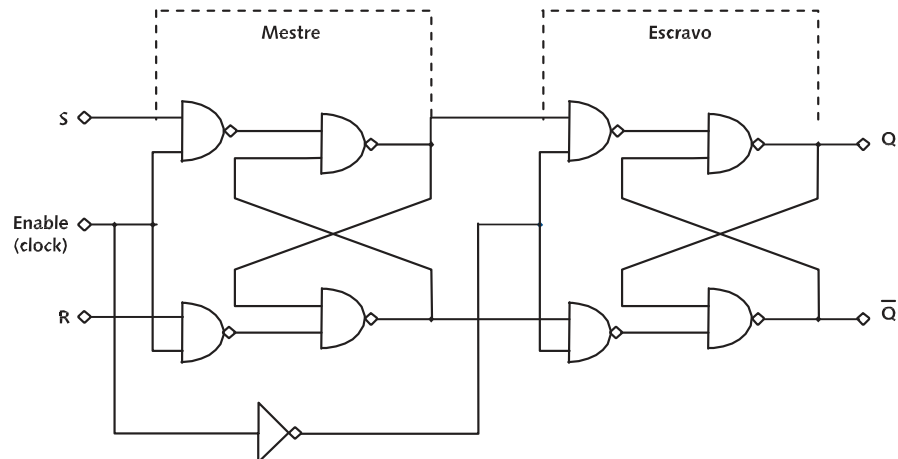 Mestre
Escravo
S
Q
Enable
(clock)
R
Q̅